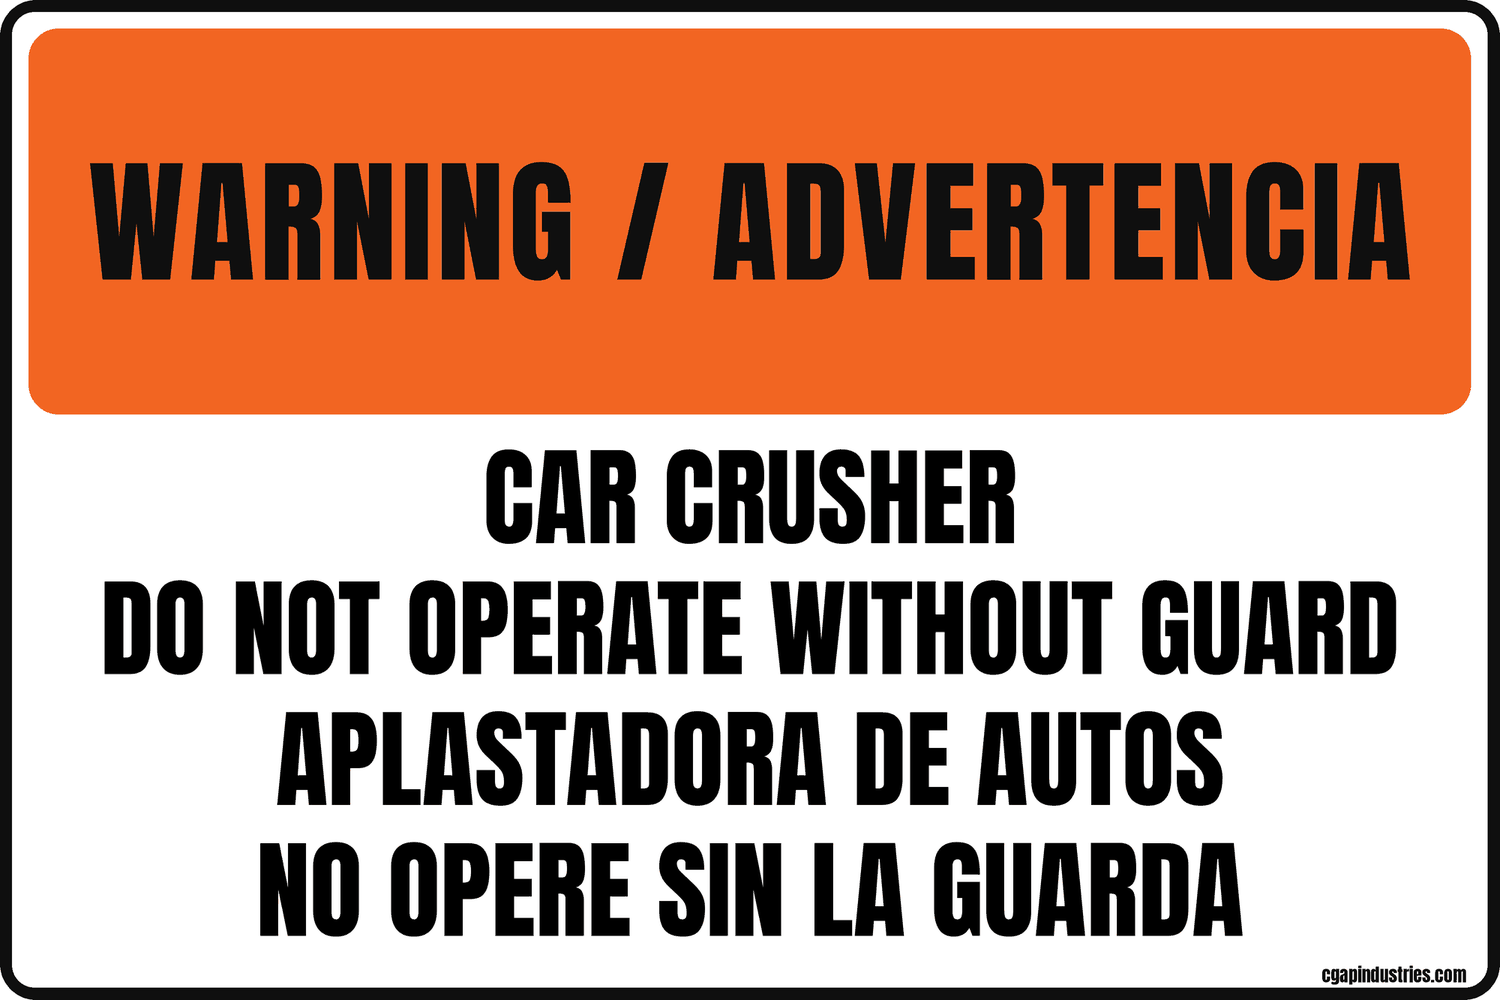 WARNING / ADVERTENCIA
CAR CRUSHER
DO NOT OPERATE WITHOUT GUARD
APLASTADORA DE AUTOS
NO OPERE SIN LA GUARDA
cgapindustries.com